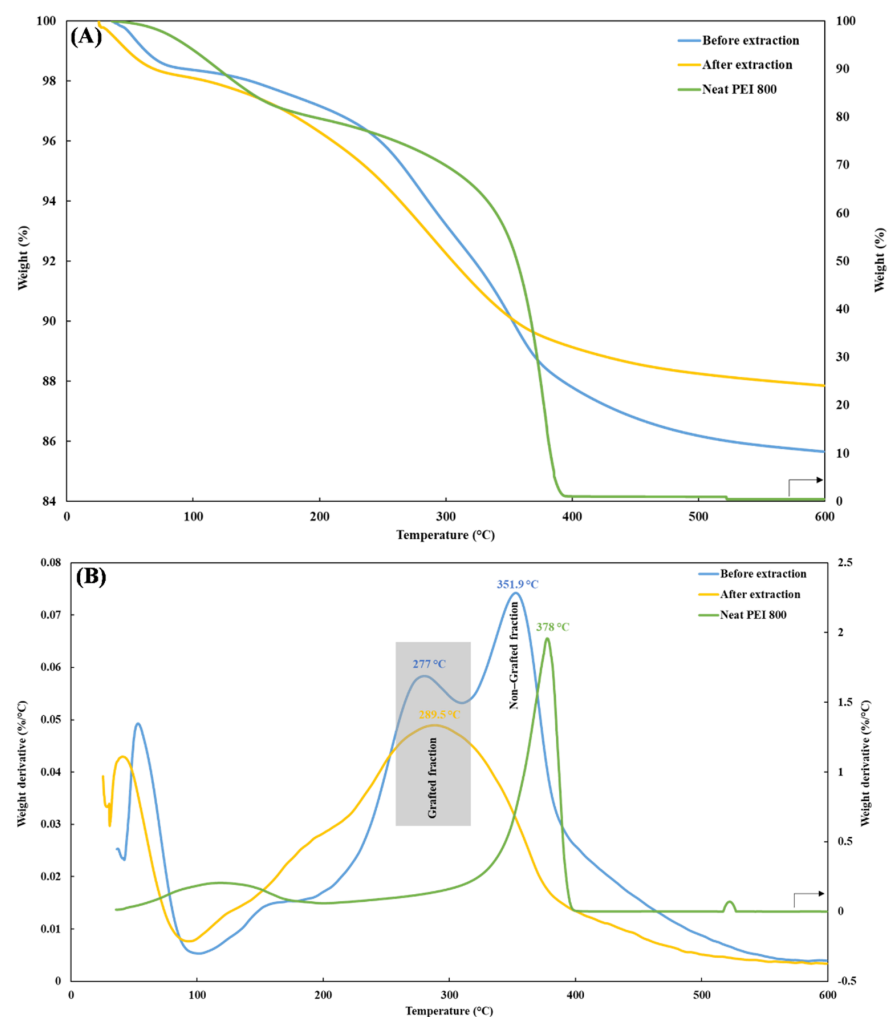 (A)
Before extraction
After extraction
Neat PEI 800
100
98
96
94
92
90
88
86
84
Weight (%)
100
90
80
70
60
50
40
30
20
10
0
Weight (%)
0 100 200 300 400 500 600
Temperature (°C)
(B)
Before extraction
After extraction
Neat PEI 800
351.9 °C
378 °C
277 °C
289.5 °C
Grafted fraction
Non–Grafted fraction
0.08
0.07
0.06
0.05
0.04
0.03
0.02
0.01
0
Weight derivative (%/°C)
2.5
2
1.5
1
0.5
0
-0.5
Weight derivative (%/°C)
0 100 200 300 400 500 600
Temperature (°C)